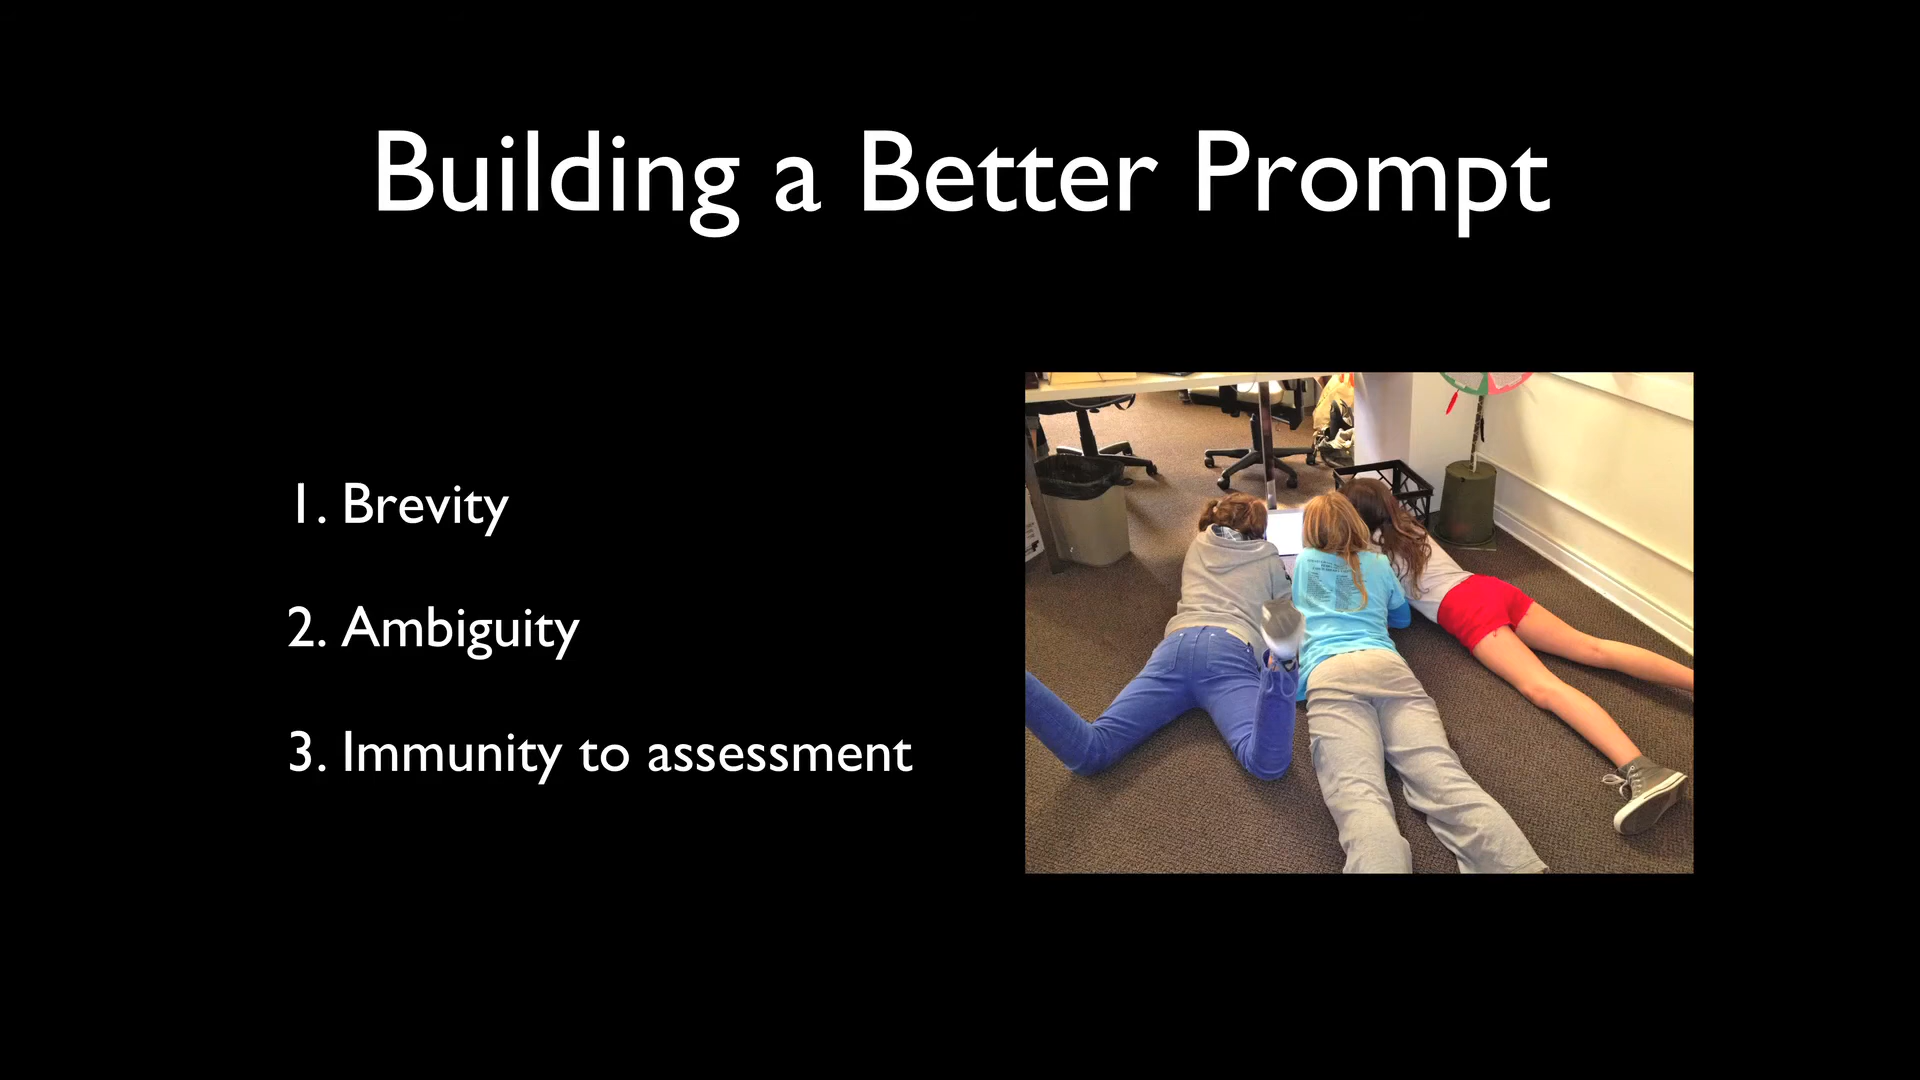 Building a Better Prompt
1. Brevity
2. Ambiguity
3. Immunity to assessment